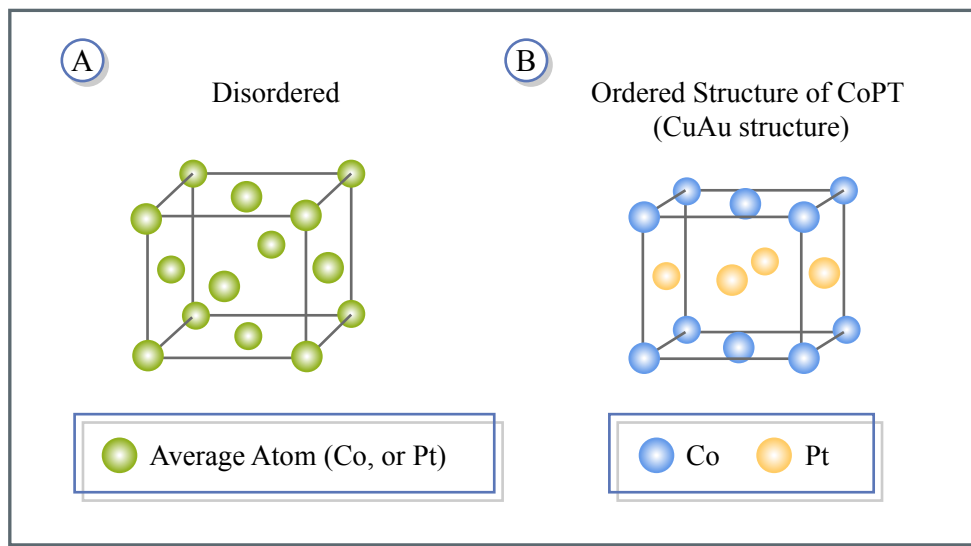 A
Disordered
Average Atom (Co, or Pt)
B
Ordered Structure of CoPT
(CuAu structure)
Co
Pt